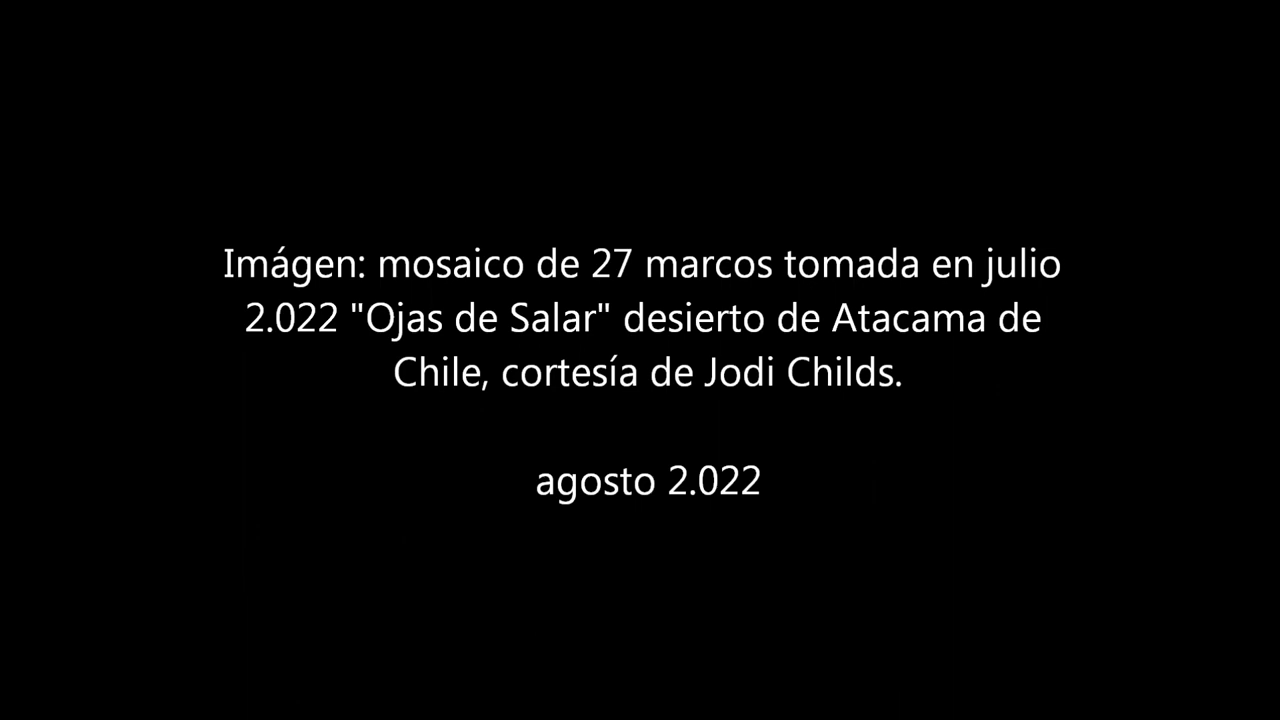 Imágen: mosaico de 27 marcos tomada en julio
2.022 "Ojas de Salar" desierto de Atacama de
Chile, cortesía de Jodi Childs.
agosto 2.022